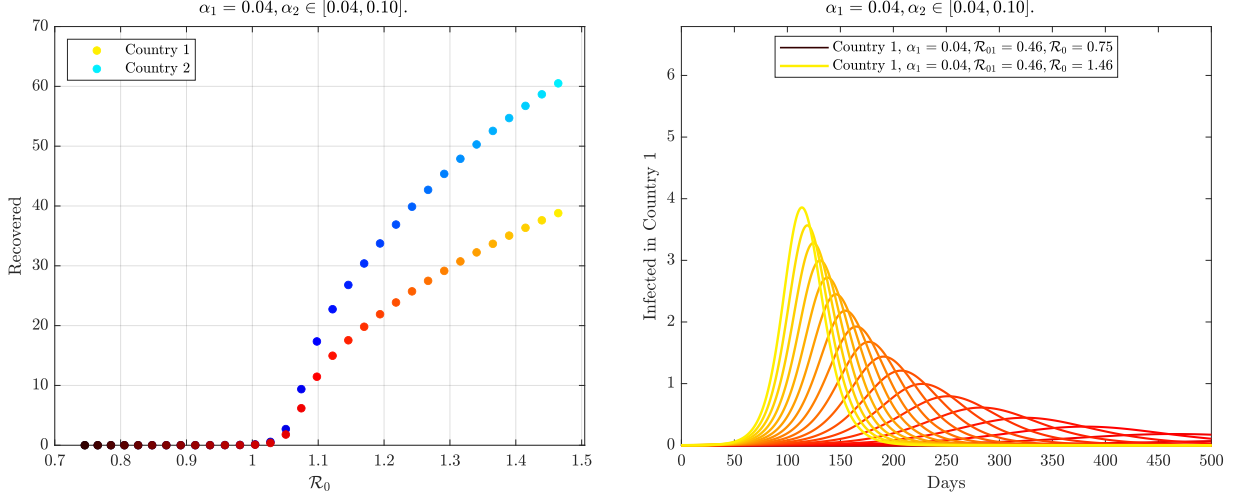 α₁ = 0.04, α₂ ∈ [0.04, 0.10].
70
60
50
40
30
20
10
0
Recovered
Country 1
Country 2
0.7 0.8 0.9 1 1.1 1.2 1.3 1.4 1.5
ℛ₀
α₁ = 0.04, α₂ ∈ [0.04, 0.10].
6
5
4
3
2
1
0
Infected in Country 1
Country 1, α₁ = 0.04, ℛ₀₁ = 0.46, ℛ₀ = 0.75
Country 1, α₁ = 0.04, ℛ₀₁ = 0.46, ℛ₀ = 1.46
0 50 100 150 200 250 300 350 400 450 500
Days